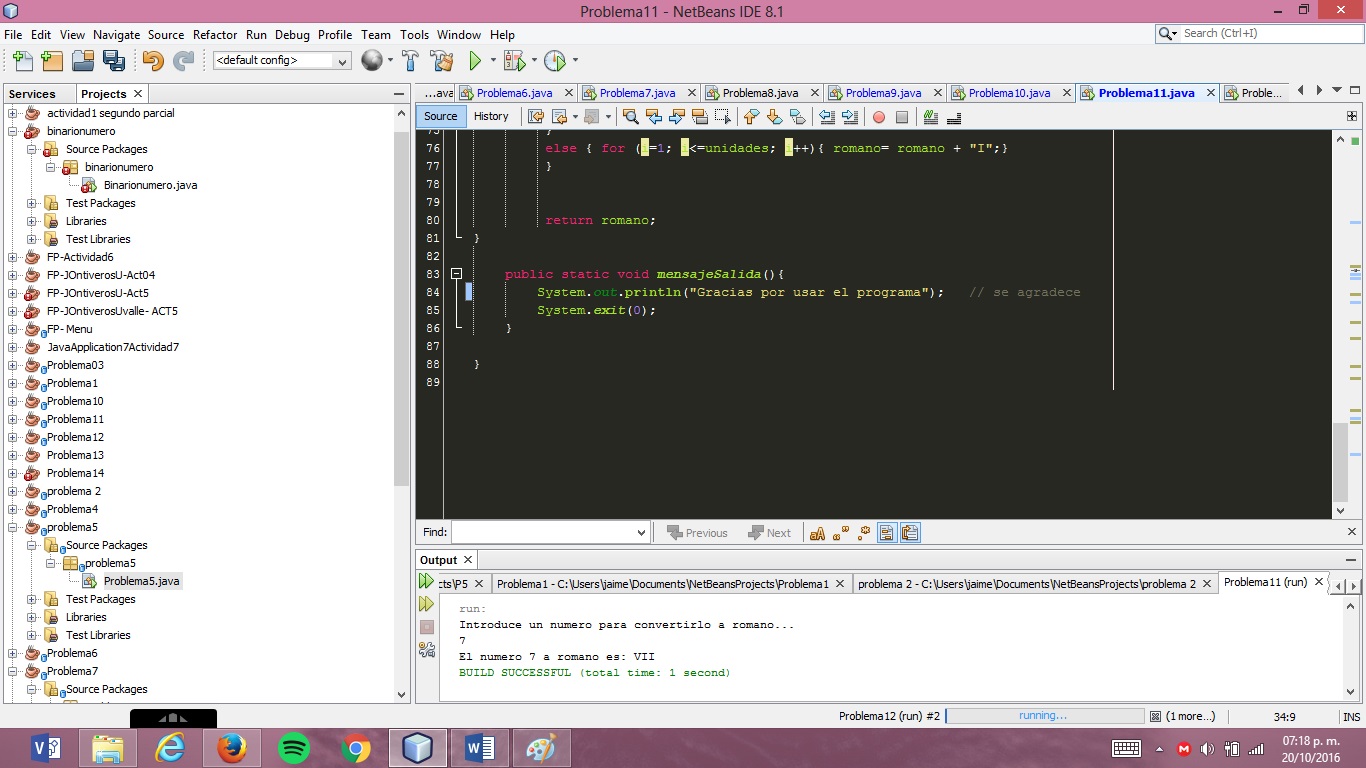 Problema11 - NetBeans IDE 8.1
File Edit View Navigate Source Refactor Run Debug Profile Team Tools Window Help
Search (Ctrl+I)
<default config>
Services Projects
...ava Problema6.java Problema7.java Problema8.java Problema9.java Problema10.java Problema11.java Proble...
Source History
actividad1 segundo parcial
binarionumero
Source Packages
binarionumero
Binarionumero.java
Test Packages
Libraries
Test Libraries
FP-Actividad6
FP-JOntiverosU-Act04
FP-JOntiverosU-Act5
FP-JOntiverosUvalle- ACT5
FP- Menu
JavaApplication7Actividad7
Problema03
Problema1
Problema10
Problema11
Problema12
Problema13
Problema14
problema 2
Problema4
problema5
Source Packages
problema5
Problema5.java
Test Packages
Libraries
Test Libraries
Problema6
Problema7
Source Packages
75 }
76 else { for (i=1; i<=unidades; i++){ romano= romano + "I";}
77 }
78
79
80 return romano;
81 }
82
83 public static void mensajeSalida(){
84 System.out.println("Gracias por usar el programa"); // se agradece
85 System.exit(0);
86 }
87
88 }
89
Find: Previous Next
Output
cts\P5 Problema1 - C:\Users\jaime\Documents\NetBeansProjects\Problema1 problema 2 - C:\Users\jaime\Documents\NetBeansProjects\problema 2 Problema11 (run)
run:
Introduce un numero para convertirlo a romano...
7
El numero 7 a romano es: VII
BUILD SUCCESSFUL (total time: 1 second)
Problema12 (run) #2 running... (1 more...) 34:9 INS
07:18 p. m.
20/10/2016